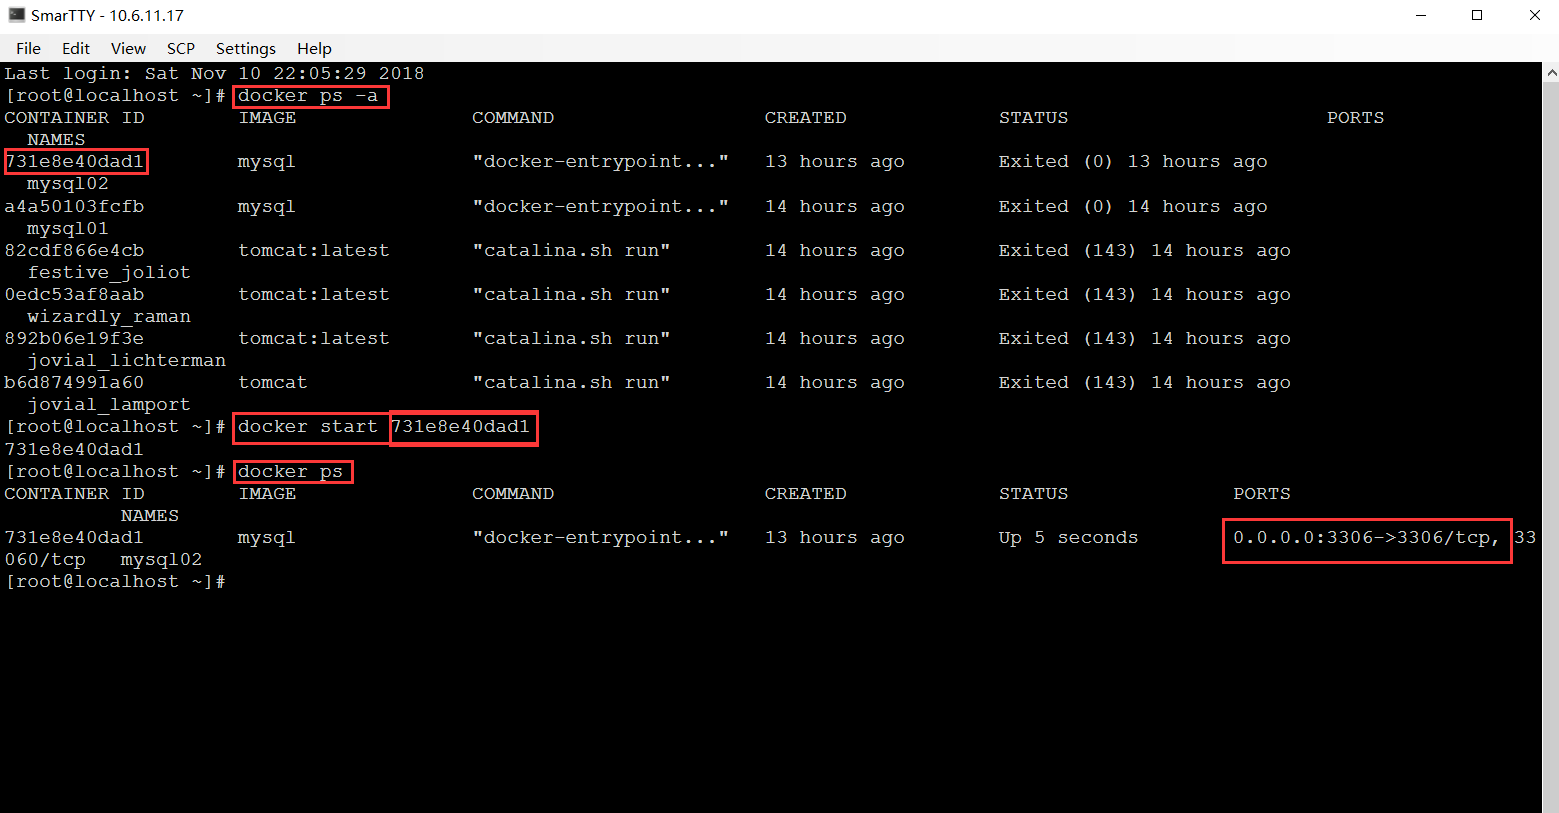 SmarTTY - 10.6.11.17
File Edit View SCP Settings Help
Last login: Sat Nov 10 22:05:29 2018
[root@localhost ~]# docker ps -a
CONTAINER ID IMAGE COMMAND CREATED STATUS PORTS
NAMES
731e8e40dad1 mysql "docker-entrypoint..." 13 hours ago Exited (0) 13 hours ago
mysql02
a4a50103fcfb mysql "docker-entrypoint..." 14 hours ago Exited (0) 14 hours ago
mysql01
82cdf866e4cb tomcat:latest "catalina.sh run" 14 hours ago Exited (143) 14 hours ago
festive_joliot
0edc53af8aab tomcat:latest "catalina.sh run" 14 hours ago Exited (143) 14 hours ago
wizardly_raman
892b06e19f3e tomcat:latest "catalina.sh run" 14 hours ago Exited (143) 14 hours ago
jovial_lichterman
b6d874991a60 tomcat "catalina.sh run" 14 hours ago Exited (143) 14 hours ago
jovial_lamport
[root@localhost ~]# docker start 731e8e40dad1
731e8e40dad1
[root@localhost ~]# docker ps
CONTAINER ID IMAGE COMMAND CREATED STATUS PORTS
NAMES
731e8e40dad1 mysql "docker-entrypoint..." 13 hours ago Up 5 seconds 0.0.0.0:3306->3306/tcp, 33
060/tcp mysql02
[root@localhost ~]#